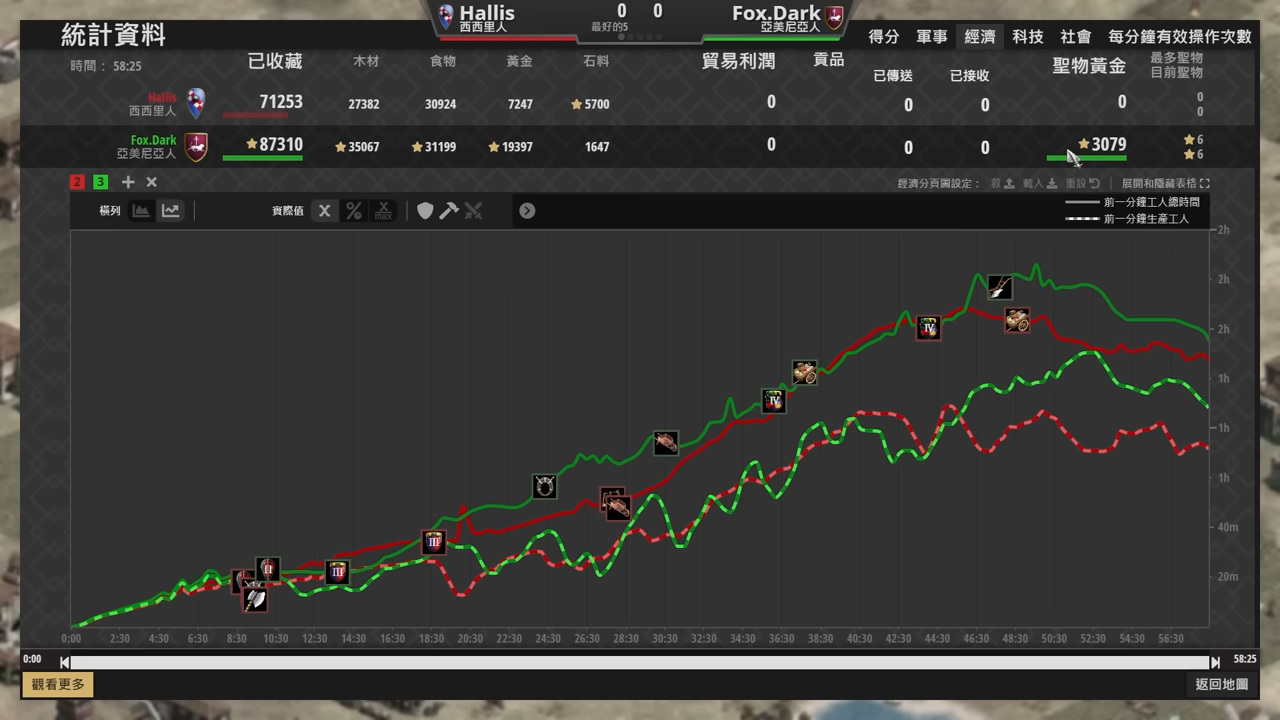 Hallis
西西里人
0
0
最好的5
Fox.Dark
亞美尼亞人
統計資料
得分
軍事
經濟
科技
社會
每分鐘有效操作次數
時間： 58:25
已收藏
木材
食物
黃金
石料
貿易利潤
貢品
已傳送
已接收
聖物黃金
最多聖物
目前聖物
Hallis
西西里人
71253
27382
30924
7247
5700
0
0
0
0
0
0
Fox.Dark
亞美尼亞人
87310
35067
31199
19397
1647
0
0
0
3079
6
6
2
3
經濟分頁圖設定：
載入
重設
展開和隱藏表格
橫列
實際值
X
%
X
max
前一分鐘工人總時間
前一分鐘生產工人
2h
2h
2h
1h
1h
1h
40m
20m
II
III
III
IV
IV
0:00
2:30
4:30
6:30
8:30
10:30
12:30
14:30
16:30
18:30
20:30
22:30
24:30
26:30
28:30
30:30
32:30
34:30
36:30
38:30
40:30
42:30
44:30
46:30
48:30
50:30
52:30
54:30
56:30
0:00
58:25
觀看更多
返回地圖